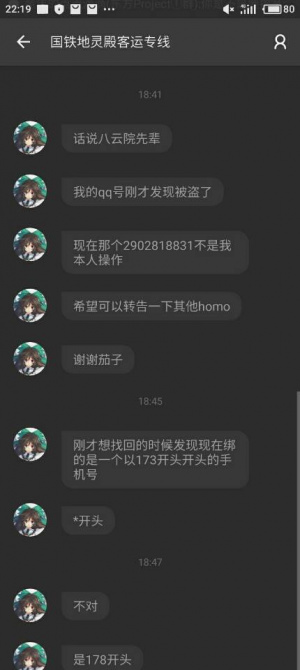 22:19
80
国铁地灵殿客运专线
18:41
话说八云院先辈
我的qq号刚才发现被盗了
现在那个2902818831不是我
本人操作
希望可以转告一下其他homo
谢谢茄子
18:45
刚才想找回的时候发现现在绑
的是一个以173开头开头的手
机号
*开头
18:47
不对
是178开头